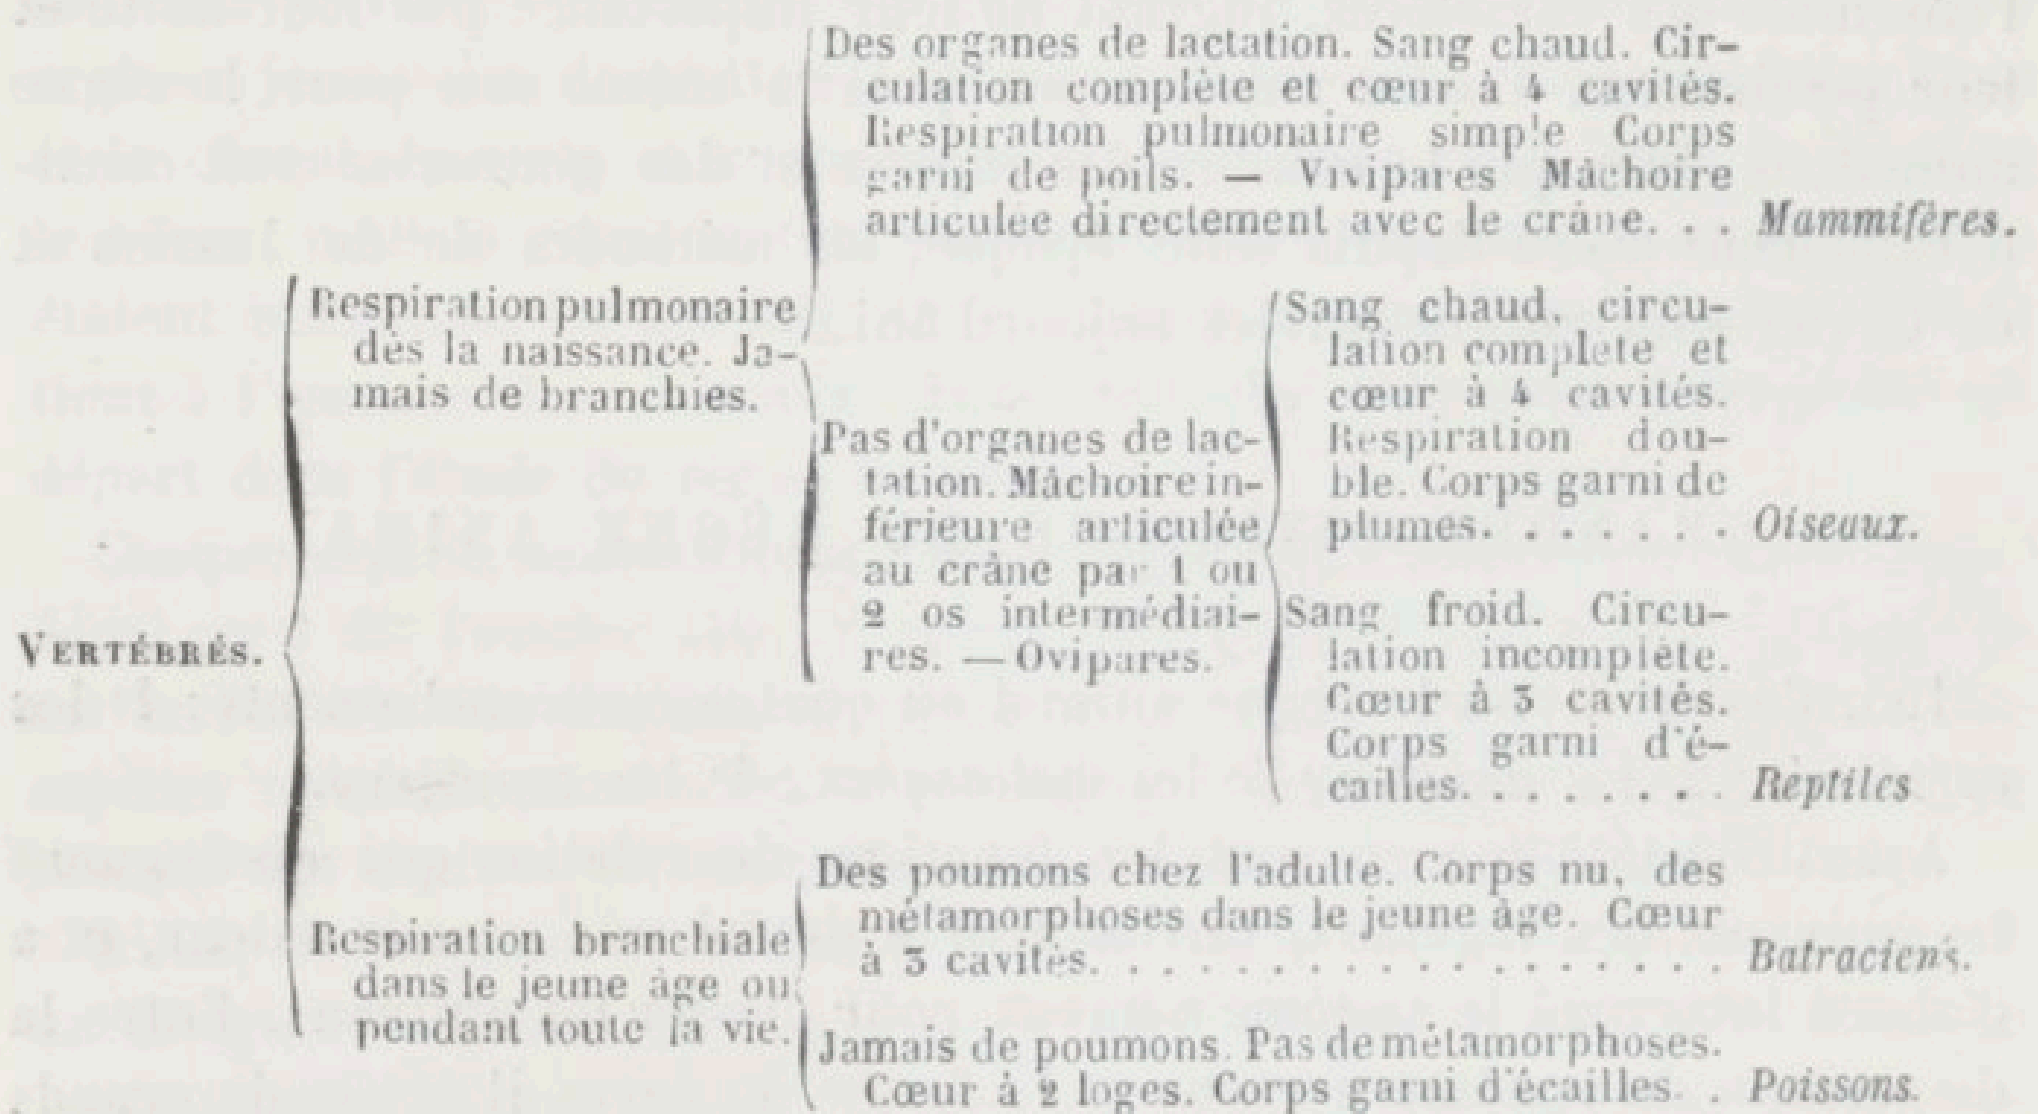 Des organes de lactation. Sang chaud. Cir-
culation complète et cœur à 4 cavités.
Respiration pulmonaire simple Corps
garni de poils. — Vivipares Mâchoire
articulée directement avec le crâne. . . Mammifères.
Respiration pulmonaire
dès la naissance. Ja-
mais de branchies.
Pas d'organes de lac-
tation. Mâchoire in-
férieure articulée
au crâne par 1 ou
2 os intermédiai-
res. — Ovipares.
Sang chaud, circu-
lation complète et
cœur à 4 cavités.
Respiration dou-
ble. Corps garni de
plumes. . . . . . . Oiseaux.
Sang froid. Circu-
lation incomplète.
Cœur à 3 cavités.
Corps garni d'é-
cailles. . . . . . . . Reptiles
VERTÉBRÉS.
Respiration branchiale
dans le jeune âge ou
pendant toute la vie.
Des poumons chez l'adulte. Corps nu, des
métamorphoses dans le jeune âge. Cœur
à 3 cavités. . . . . . . . . . . . . . . . . Batraciens.
Jamais de poumons. Pas de métamorphoses.
Cœur à 2 loges. Corps garni d'écailles. . Poissons.